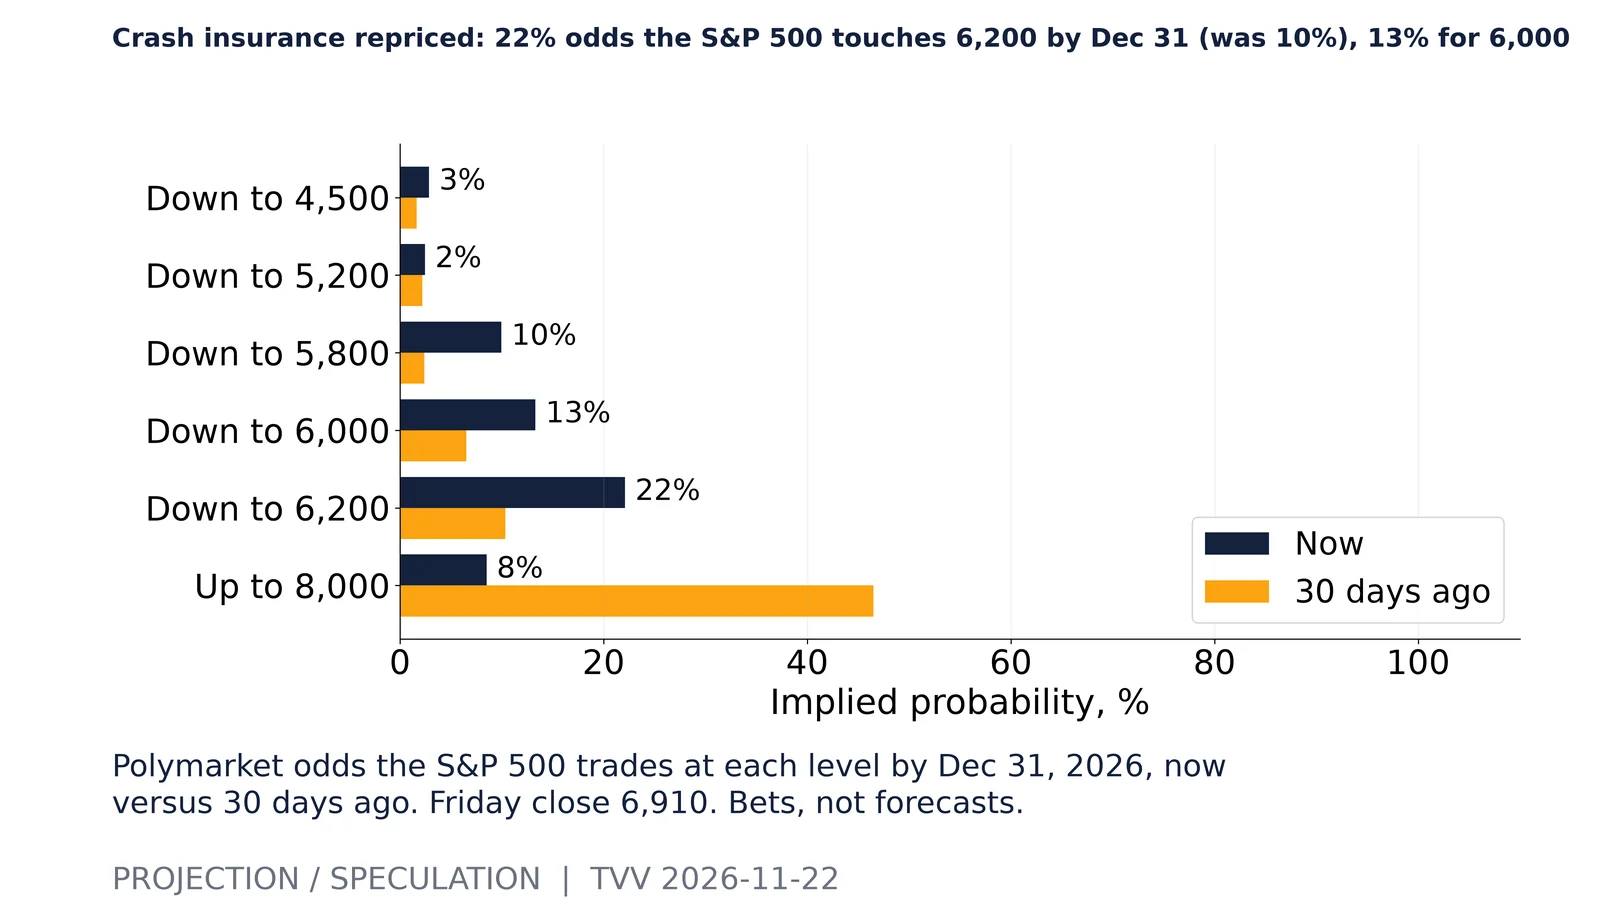 Crash insurance repriced: 22% odds the S&P 500 touches 6,200 by Dec 31 (was 10%), 13% for 6,000
Down to 4,500
3%
Down to 5,200
2%
Down to 5,800
10%
Down to 6,000
13%
Down to 6,200
22%
Up to 8,000
8%
Now
30 days ago
0 20 40 60 80 100
Implied probability, %
Polymarket odds the S&P 500 trades at each level by Dec 31, 2026, now
versus 30 days ago. Friday close 6,910. Bets, not forecasts.
PROJECTION / SPECULATION | TVV 2026-11-22